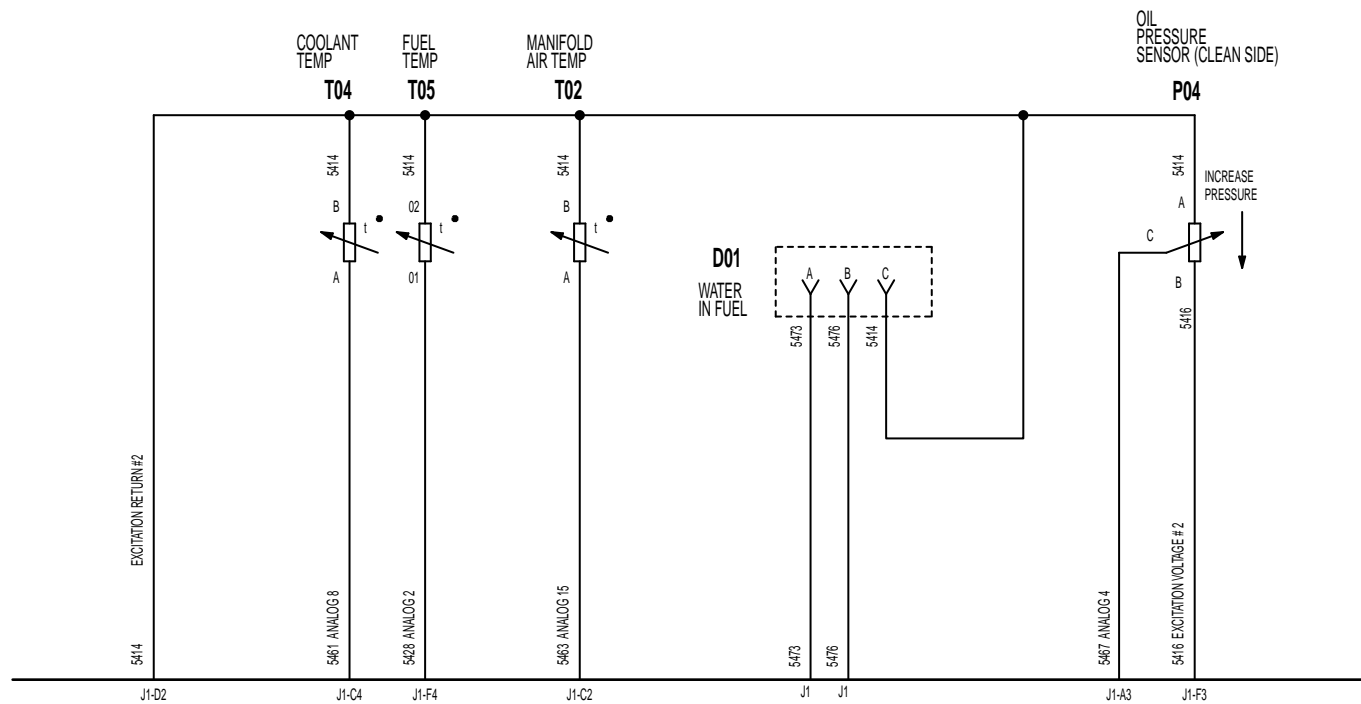 OIL
PRESSURE
SENSOR (CLEAN SIDE)
P04
COOLANT
TEMP
T04
FUEL
TEMP
T05
MANIFOLD
AIR TEMP
T02
5414
5414
5414
5414
INCREASE
PRESSURE
B
02
B
A
t
t
t
C
A
01
A
B
D01
WATER
IN FUEL
A
B
C
5473
5476
5414
5416
EXCITATION RETURN #2
5414
5461 ANALOG 8
5428 ANALOG 2
5463 ANALOG 15
5473
5476
5467 ANALOG 4
5416 EXCITATION VOLTAGE # 2
J1-D2
J1-C4
J1-F4
J1-C2
J1
J1
J1-A3
J1-F3